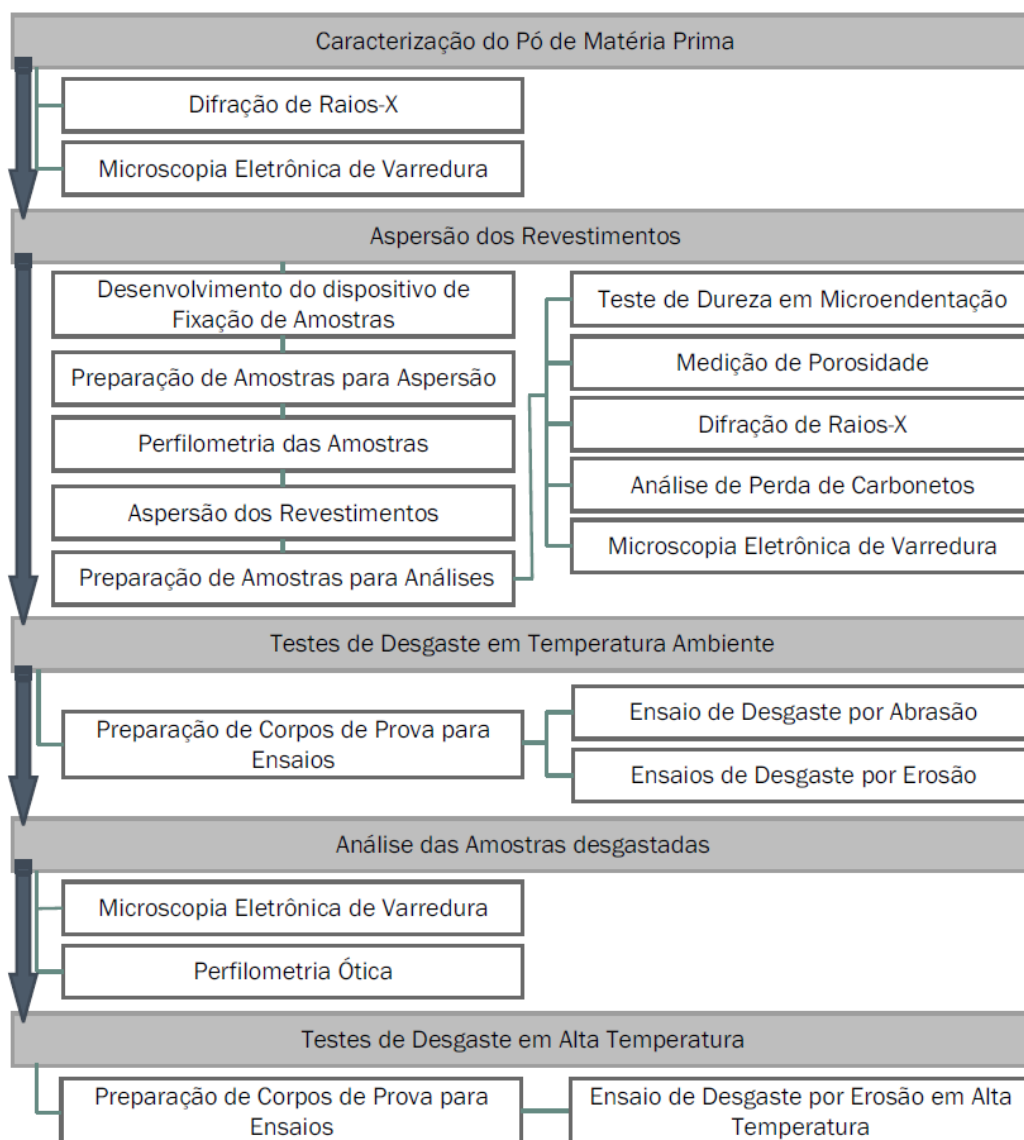 Caracterização do Pó de Matéria Prima
Difração de Raios-X
Microscopia Eletrônica de Varredura
Aspersão dos Revestimentos
Desenvolvimento do dispositivo de
Fixação de Amostras
Preparação de Amostras para Aspersão
Perfilometria das Amostras
Aspersão dos Revestimentos
Preparação de Amostras para Análises
Teste de Dureza em Microendentação
Medição de Porosidade
Difração de Raios-X
Análise de Perda de Carbonetos
Microscopia Eletrônica de Varredura
Testes de Desgaste em Temperatura Ambiente
Preparação de Corpos de Prova para
Ensaios
Ensaio de Desgaste por Abrasão
Ensaios de Desgaste por Erosão
Análise das Amostras desgastadas
Microscopia Eletrônica de Varredura
Perfilometria Ótica
Testes de Desgaste em Alta Temperatura
Preparação de Corpos de Prova para
Ensaios
Ensaio de Desgaste por Erosão em Alta
Temperatura